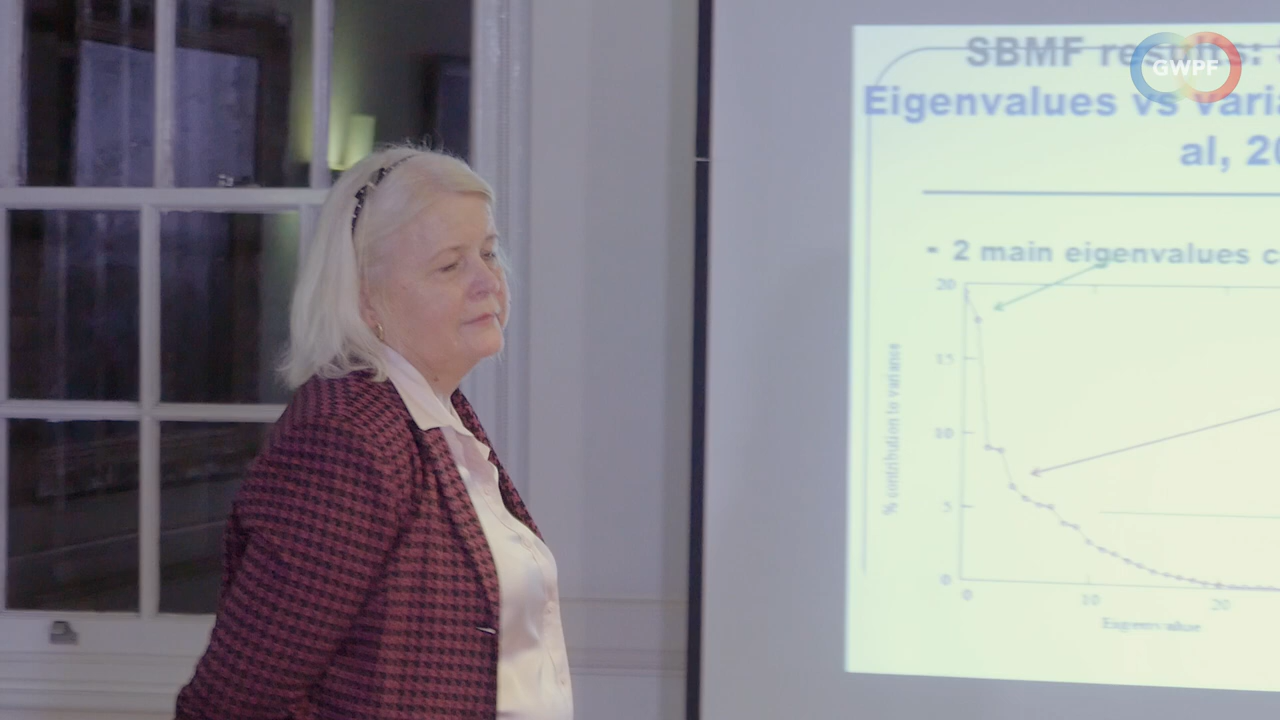 GWPF
SBMF results:
Eigenvalues vs
al, 20
- 2 main eigenvalues c
20
15
10
5
0
% contribution to variance
0 10 20
Eigenvalue